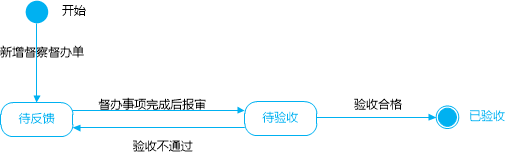 开始
新增督察督办单
督办事项完成后报审
验收合格
待反馈
待验收
已验收
验收不通过